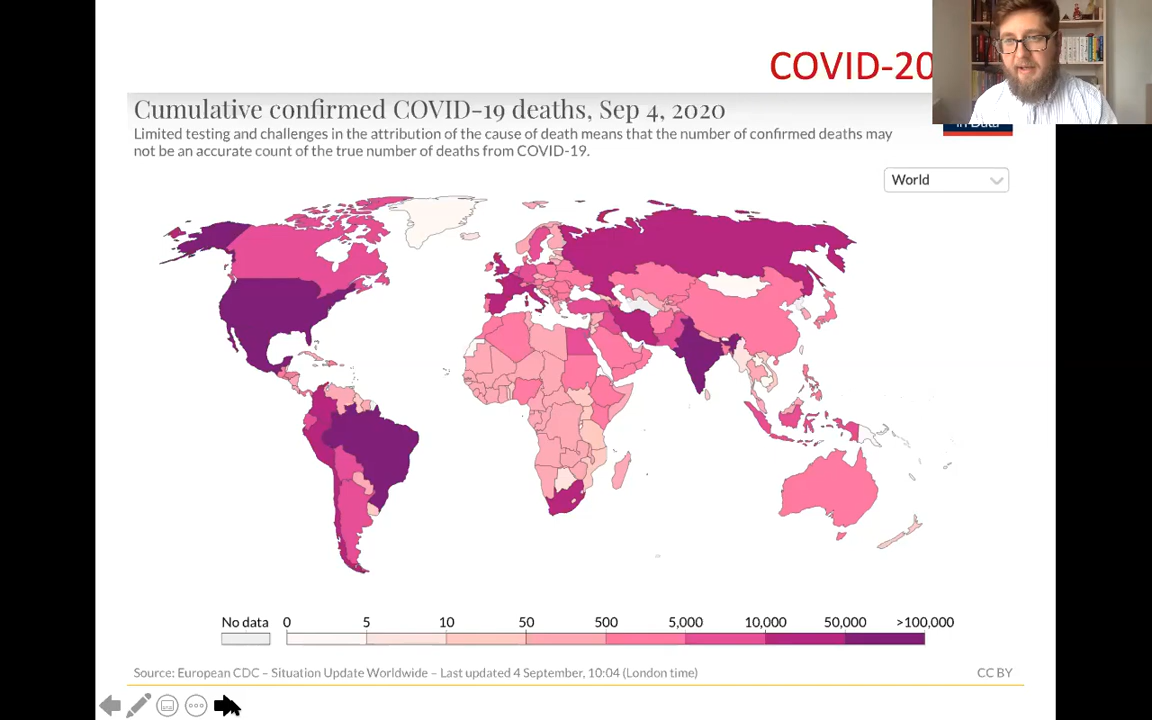 COVID-20
Cumulative confirmed COVID-19 deaths, Sep 4, 2020
Limited testing and challenges in the attribution of the cause of death means that the number of confirmed deaths may
not be an accurate count of the true number of deaths from COVID-19.
in Data
World
No data 0 5 10 50 500 5,000 10,000 50,000 >100,000
Source: European CDC – Situation Update Worldwide – Last updated 4 September, 10:04 (London time) CC BY